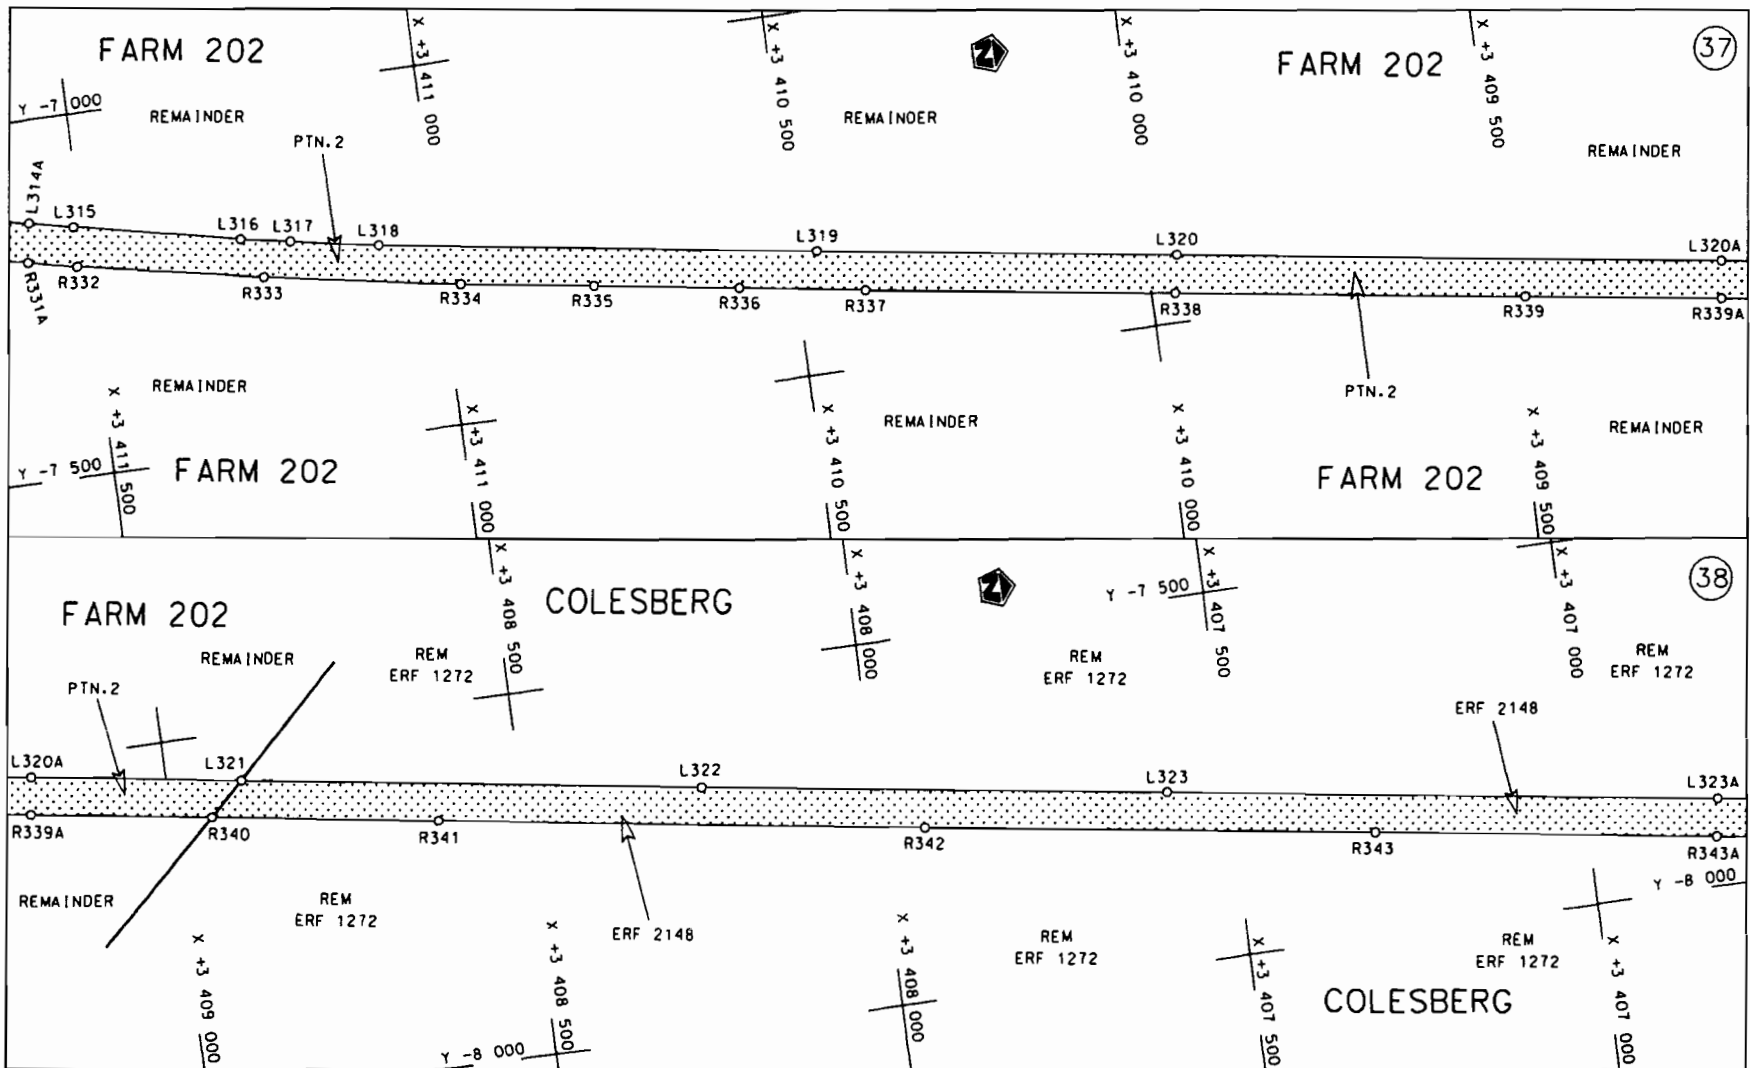 FARM 202
X +3 411 000
X +3 410 500
N
X +3 410 000
FARM 202
X +3 409 500
37
Y -7 000
REMAINDER
REMAINDER
REMAINDER
PTN.2
L314A
L315
L316
L317
L318
L319
L320
L320A
R331A
R332
R333
R334
R335
R336
R337
R338
R339
R339A
REMAINDER
PTN.2
REMAINDER
REMAINDER
X +3 411 500
X +3 411 000
X +3 410 500
X +3 410 000
X +3 409 500
Y -7 500
FARM 202
FARM 202
X +3 408 500
COLESBERG
X +3 408 000
N
Y -7 500
X +3 407 500
X +3 407 000
38
FARM 202
REMAINDER
REM
ERF 1272
REM
ERF 1272
REM
ERF 1272
PTN.2
ERF 2148
L320A
L321
L322
L323
L323A
R339A
R340
R341
R342
R343
R343A
Y -8 000
REMAINDER
REM
ERF 1272
ERF 2148
REM
ERF 1272
REM
ERF 1272
X +3 409 000
X +3 408 500
X +3 408 000
X +3 407 500
X +3 407 000
COLESBERG
Y -8 000